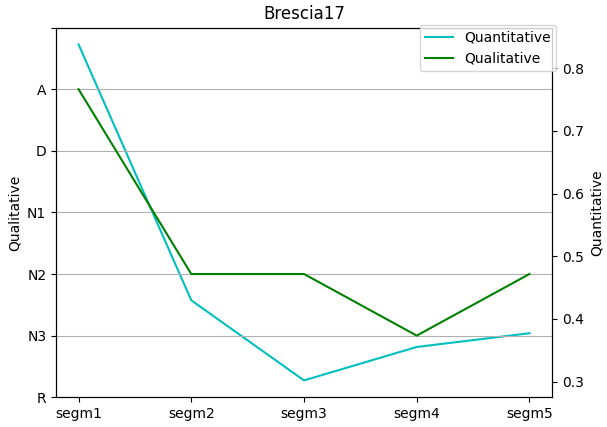 Brescia17
Quantitative
Qualitative
A
D
N1
N2
N3
R
Qualitative
0.8
0.7
0.6
0.5
0.4
0.3
Quantitative
segm1 segm2 segm3 segm4 segm5